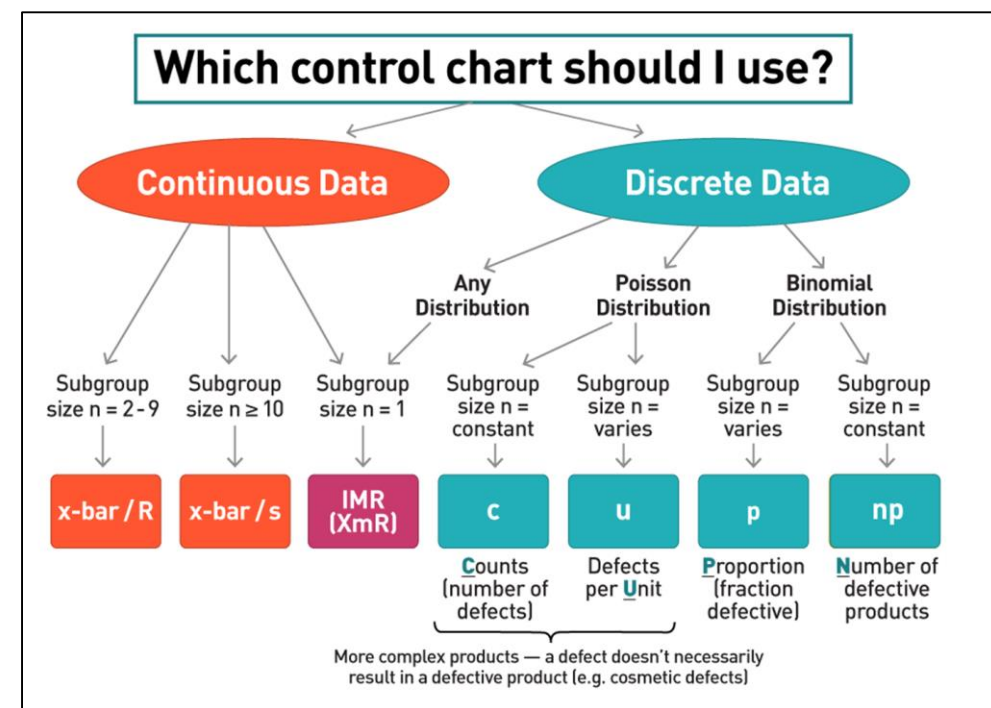 Which control chart should I use?
Continuous Data
Discrete Data
Any
Distribution
Poisson
Distribution
Binomial
Distribution
Subgroup
size n = 2 - 9
Subgroup
size n ≥ 10
Subgroup
size n = 1
Subgroup
size n =
constant
Subgroup
size n =
varies
Subgroup
size n =
varies
Subgroup
size n =
constant
x-bar / R
x-bar / s
IMR
(XmR)
c
u
p
np
Counts
(number of
defects)
Defects
per Unit
Proportion
(fraction
defective)
Number of
defective
products
More complex products — a defect doesn't necessarily
result in a defective product (e.g. cosmetic defects)